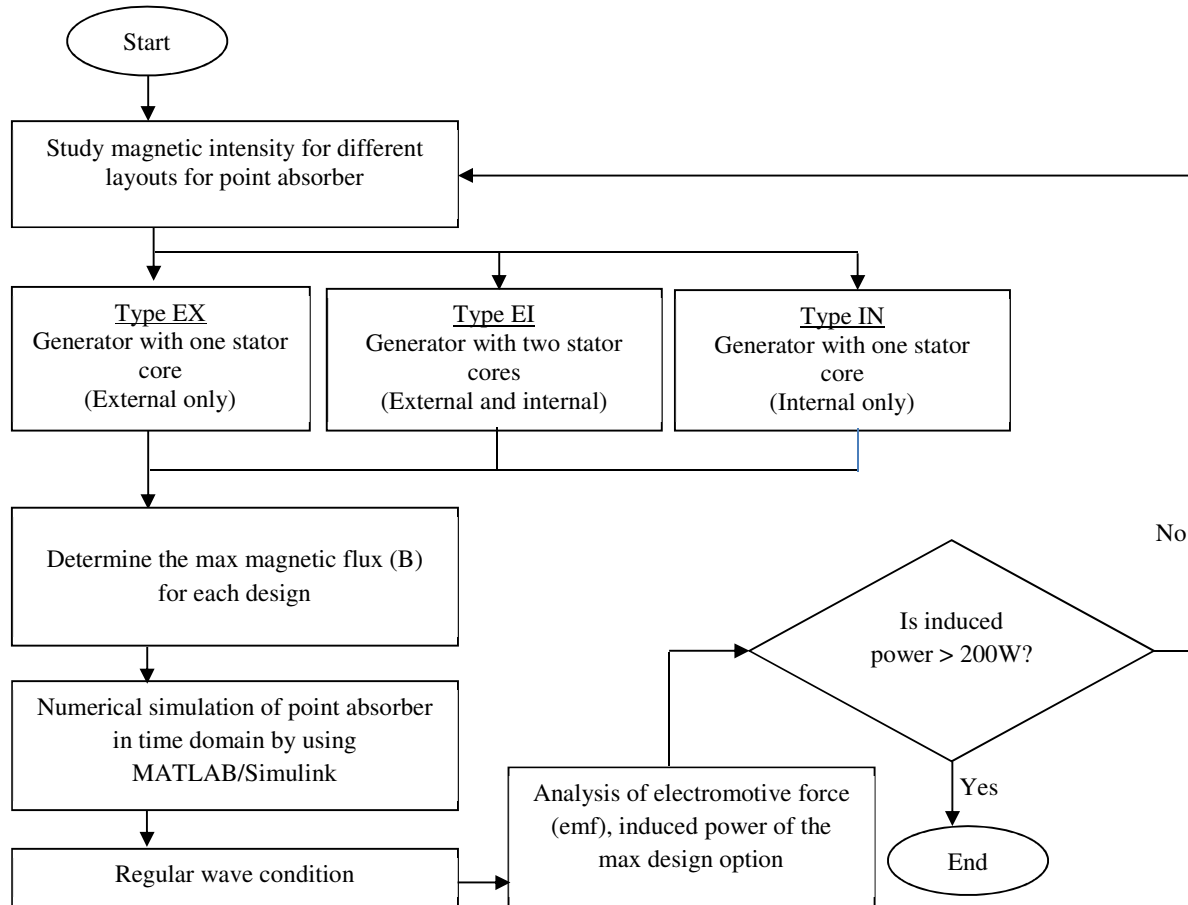 Start
Study magnetic intensity for different
layouts for point absorber
Type EX
Generator with one stator
core
(External only)
Type EI
Generator with two stator
cores
(External and internal)
Type IN
Generator with one stator
core
(Internal only)
Determine the max magnetic flux (B)
for each design
Numerical simulation of point absorber
in time domain by using
MATLAB/Simulink
Regular wave condition
Analysis of electromotive force
(emf), induced power of the
max design option
Is induced
power > 200W?
No
Yes
End